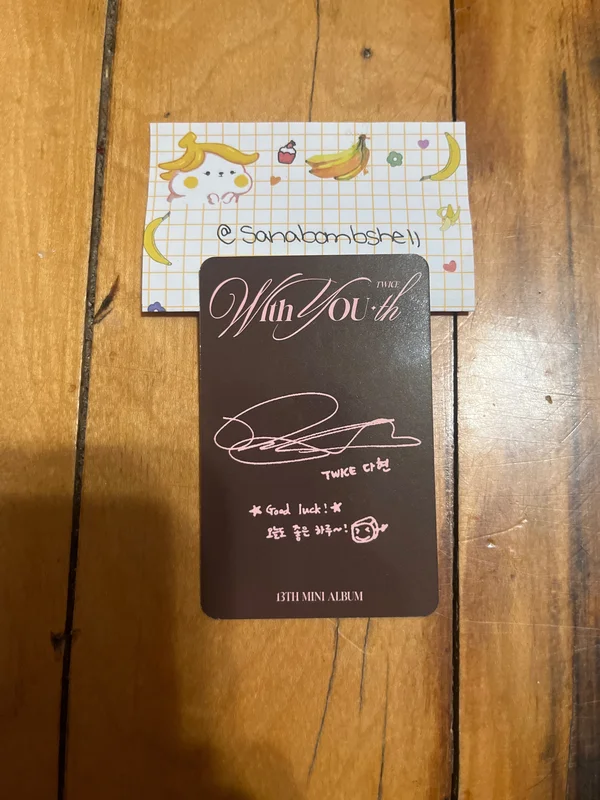 @sanabombshell
TWICE
With YOU-th
TWICE 다현
★ Good luck! ★
오늘도 좋은 하루~!
13TH MINI ALBUM